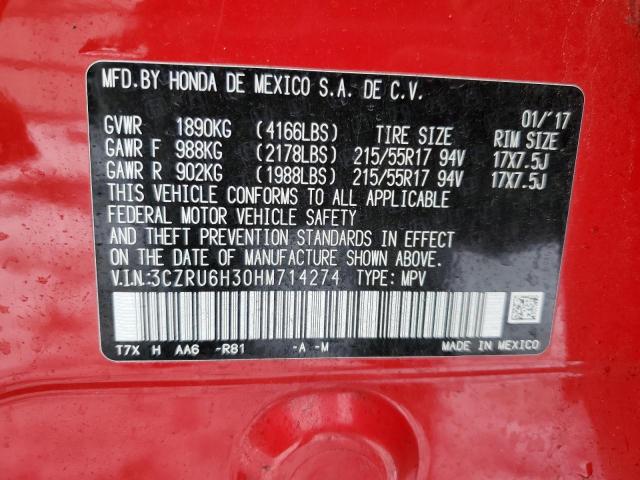 MFD. BY HONDA DE MEXICO S.A. DE C.V.
01/'17
GVWR 1890KG (4166LBS) TIRE SIZE RIM SIZE
GAWR F 988KG (2178LBS) 215/55R17 94V 17X7.5J
GAWR R 902KG (1988LBS) 215/55R17 94V 17X7.5J
THIS VEHICLE CONFORMS TO ALL APPLICABLE
FEDERAL MOTOR VEHICLE SAFETY
AND THEFT PREVENTION STANDARDS IN EFFECT
ON THE DATE OF MANUFACTURE SHOWN ABOVE.
V.I.N.:3CZRU6H30HM714274 TYPE: MPV
T7X H AA6 -R81 -A -M MADE IN MEXICO